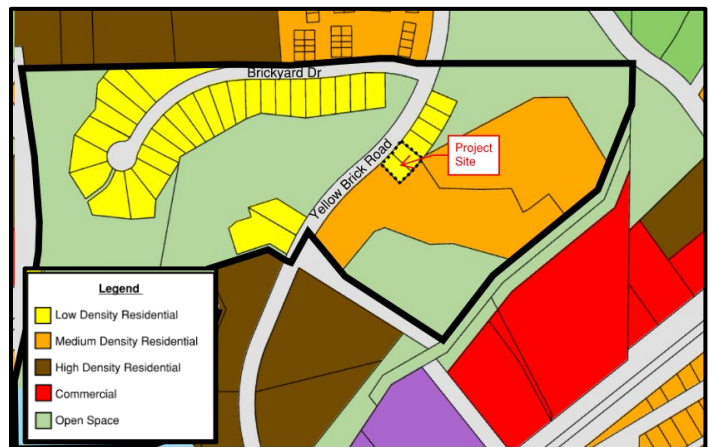 Brickyard Dr
Yellow Brick Road
Project
Site
Legend
Low Density Residential
Medium Density Residential
High Density Residential
Commercial
Open Space